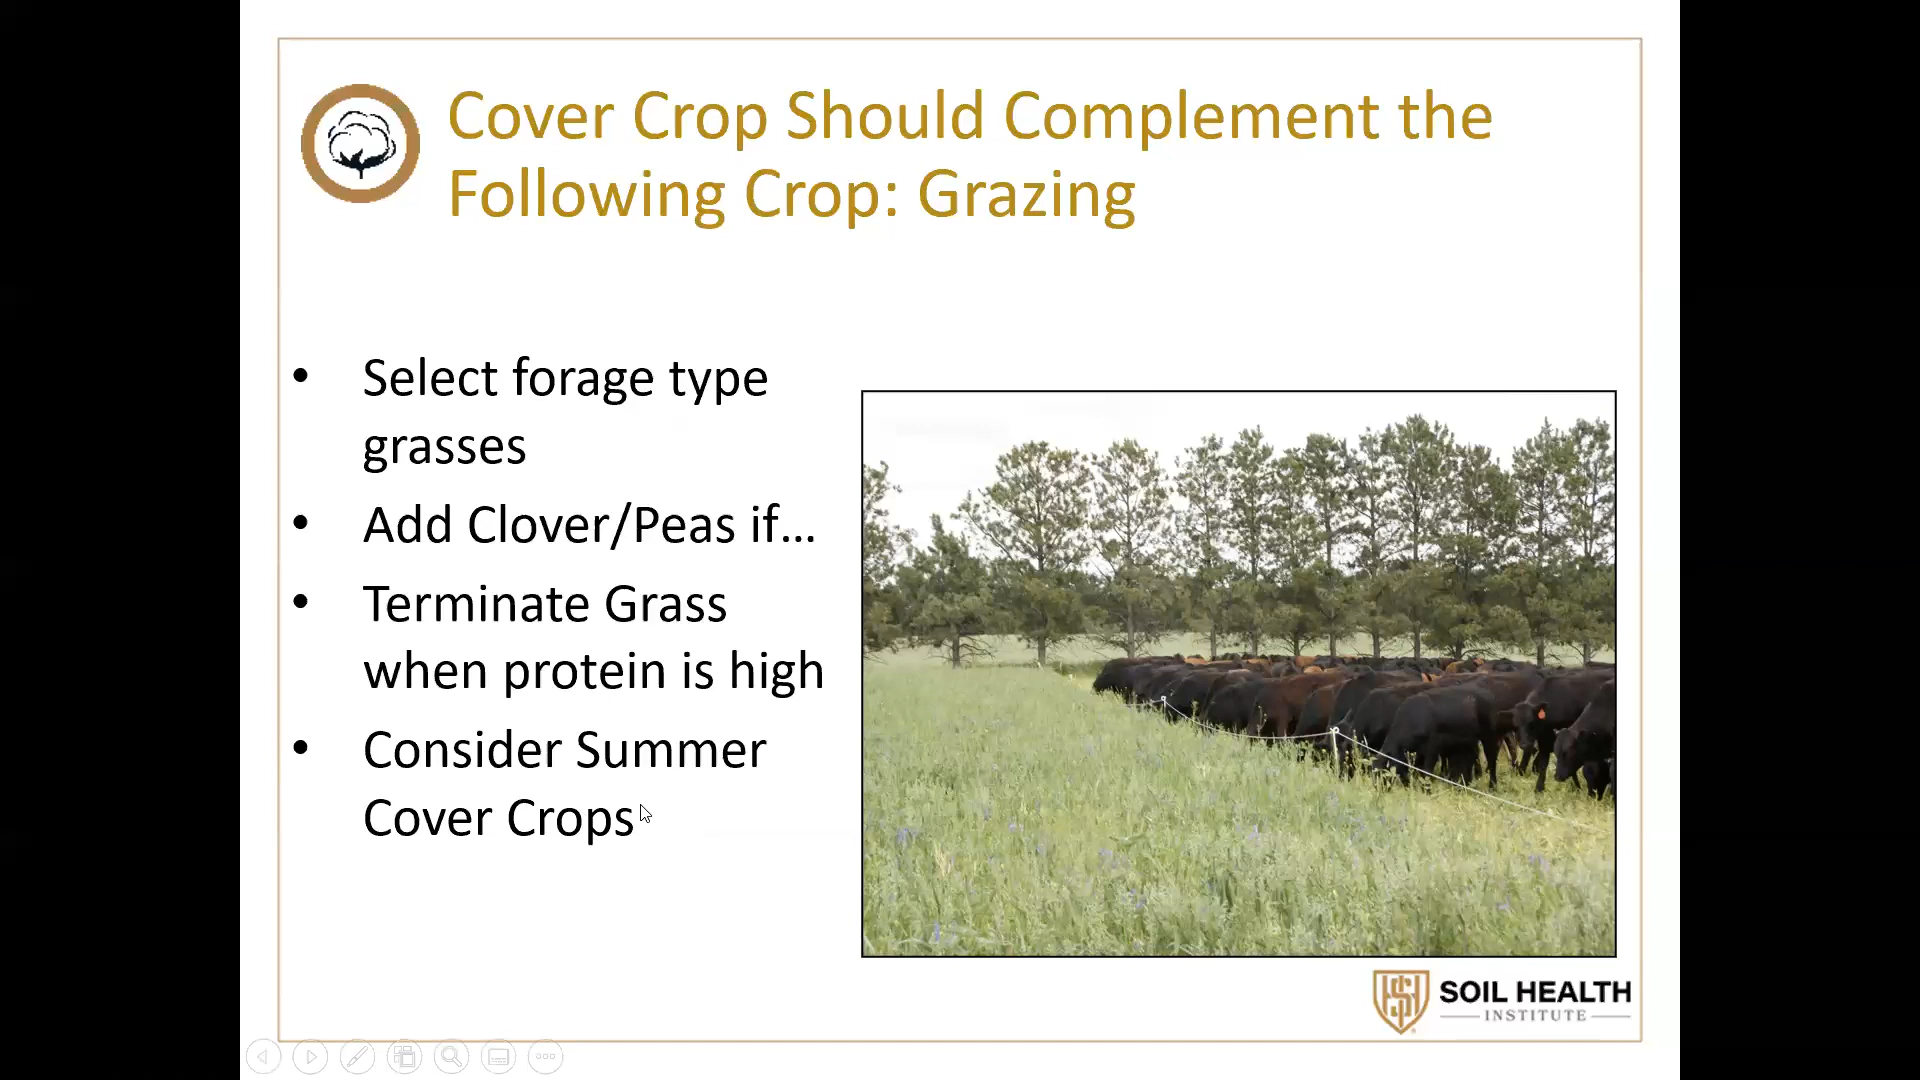 Cover Crop Should Complement the
Following Crop: Grazing
• Select forage type
grasses
• Add Clover/Peas if...
• Terminate Grass
when protein is high
• Consider Summer
Cover Crops
SOIL HEALTH
INSTITUTE